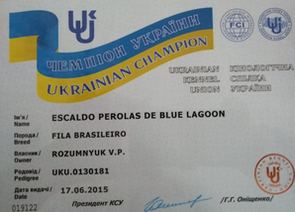 UKU
ЧЕМПІОН УКРАЇНИ
UKRAINIAN CHAMPION
FCI
UKRAINIAN КІНОЛОГІЧНА
KENNEL СПІЛКА
UNION УКРАЇНИ
Ім'я/
Name ESCALDO PEROLAS DE BLUE LAGOON
Порода/
Breed FILA BRASILEIRO
Власник/
Owner ROZUMNYUK V.P.
Родовід/
Pedigree UKU.0130181
Дата видачі/
Date 17.06.2015
019122 Президент КСУ /Г.Г. Оніщенко/